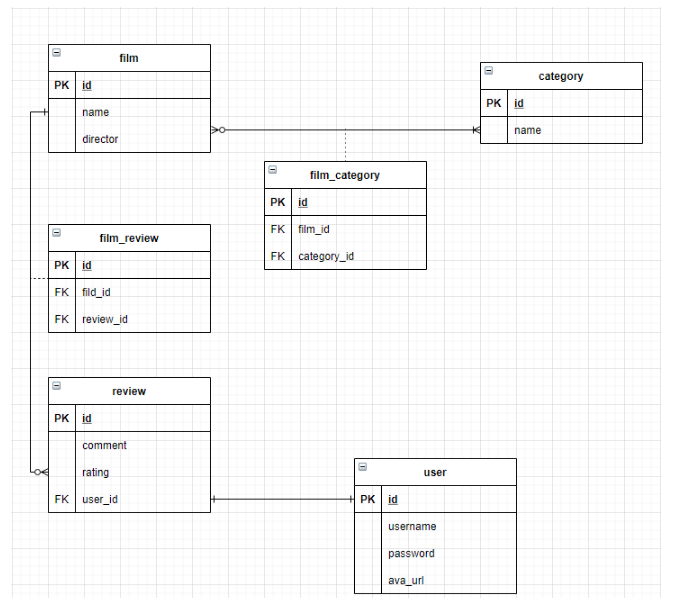 film
PK id
name
director
category
PK id
name
film_category
PK id
FK film_id
FK category_id
film_review
PK id
FK fild_id
FK review_id
review
PK id
comment
rating
FK user_id
user
PK id
username
password
ava_url